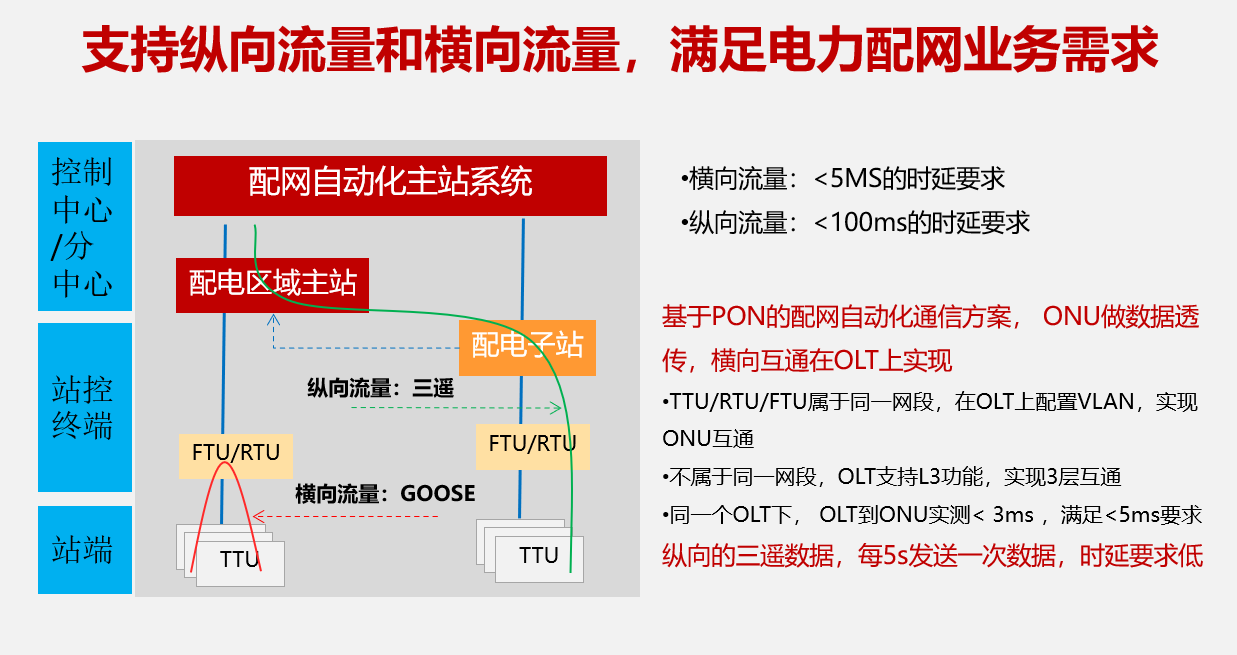 支持纵向流量和横向流量，满足电力配网业务需求
控制
中心
/分
中心
站控
终端
站端
配网自动化主站系统
配电区域主站
配电子站
纵向流量：三遥
FTU/RTU
FTU/RTU
横向流量：GOOSE
TTU
TTU
•横向流量：<5MS的时延要求
•纵向流量：<100ms的时延要求
基于PON的配网自动化通信方案， ONU做数据透
传，横向互通在OLT上实现
•TTU/RTU/FTU属于同一网段，在OLT上配置VLAN，实现
ONU互通
•不属于同一网段，OLT支持L3功能，实现3层互通
•同一个OLT下， OLT到ONU实测< 3ms ，满足<5ms要求
纵向的三遥数据，每5s发送一次数据，时延要求低